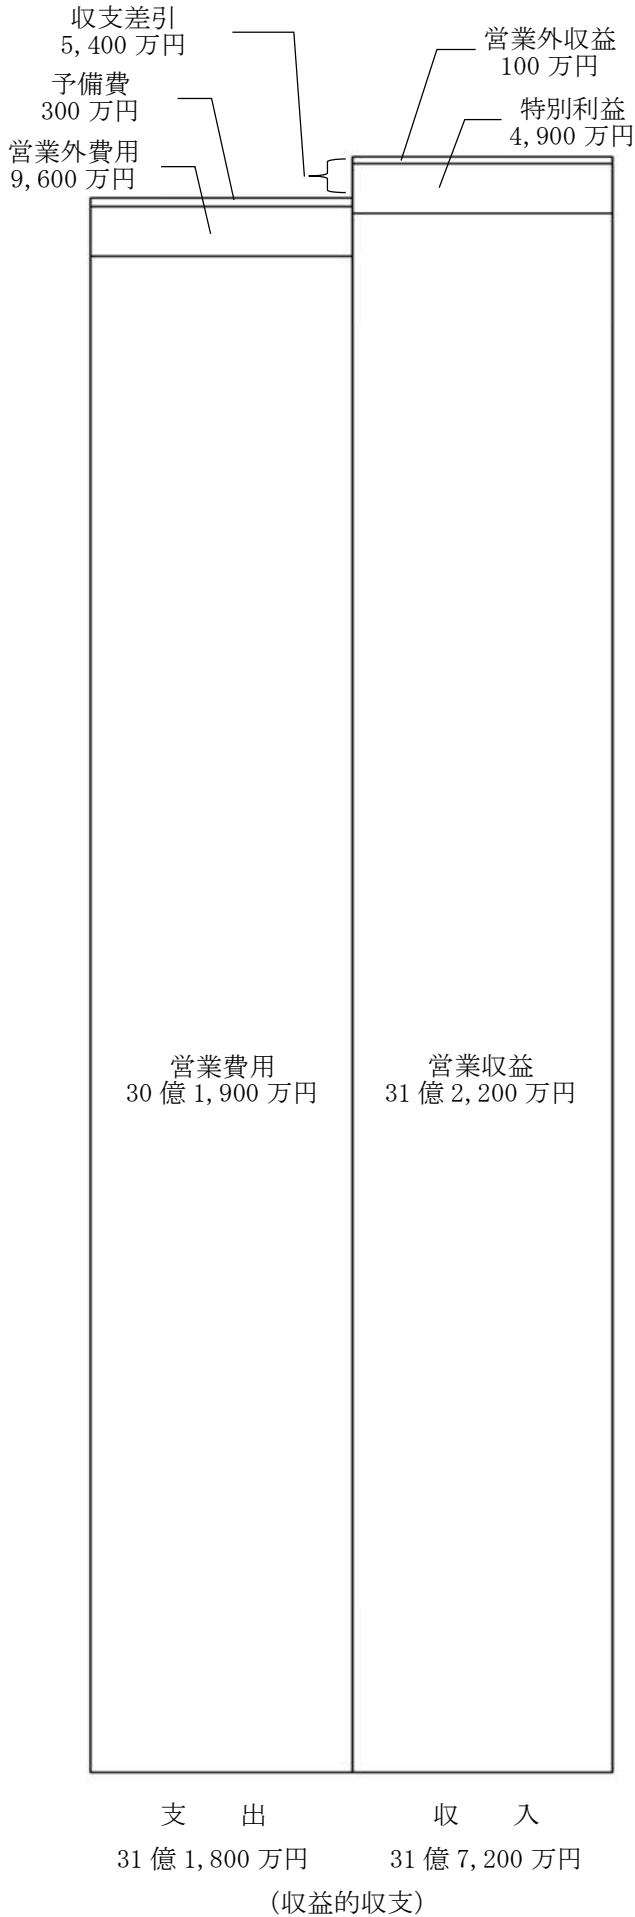 収支差引
5,400 万円
営業外収益
100 万円
予備費
300 万円
特別利益
4,900 万円
営業外費用
9,600 万円
営業費用
30 億 1,900 万円
営業収益
31 億 2,200 万円
支　　出
収　　入
31 億 1,800 万円
31 億 7,200 万円
（収益的収支）